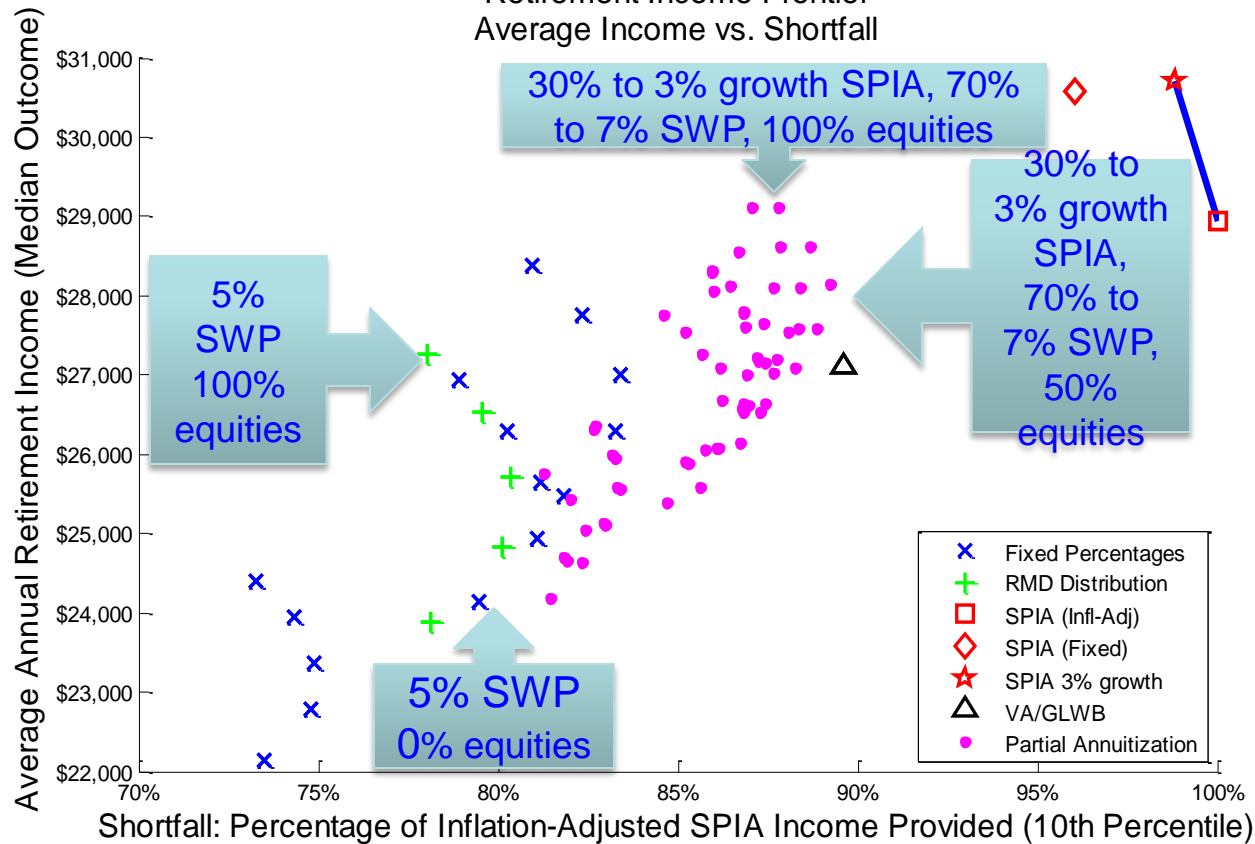 Average Income vs. Shortfall
Average Annual Retirement Income (Median Outcome)
$31,000
$30,000
$29,000
$28,000
$27,000
$26,000
$25,000
$24,000
$23,000
$22,000
30% to 3% growth SPIA, 70%
to 7% SWP, 100% equities
30% to
3% growth
SPIA,
70% to
7% SWP,
50%
equities
5%
SWP
100%
equities
5% SWP
0% equities
Fixed Percentages
RMD Distribution
SPIA (Infl-Adj)
SPIA (Fixed)
SPIA 3% growth
VA/GLWB
Partial Annuitization
70%
75%
80%
85%
90%
95%
100%
Shortfall: Percentage of Inflation-Adjusted SPIA Income Provided (10th Percentile)